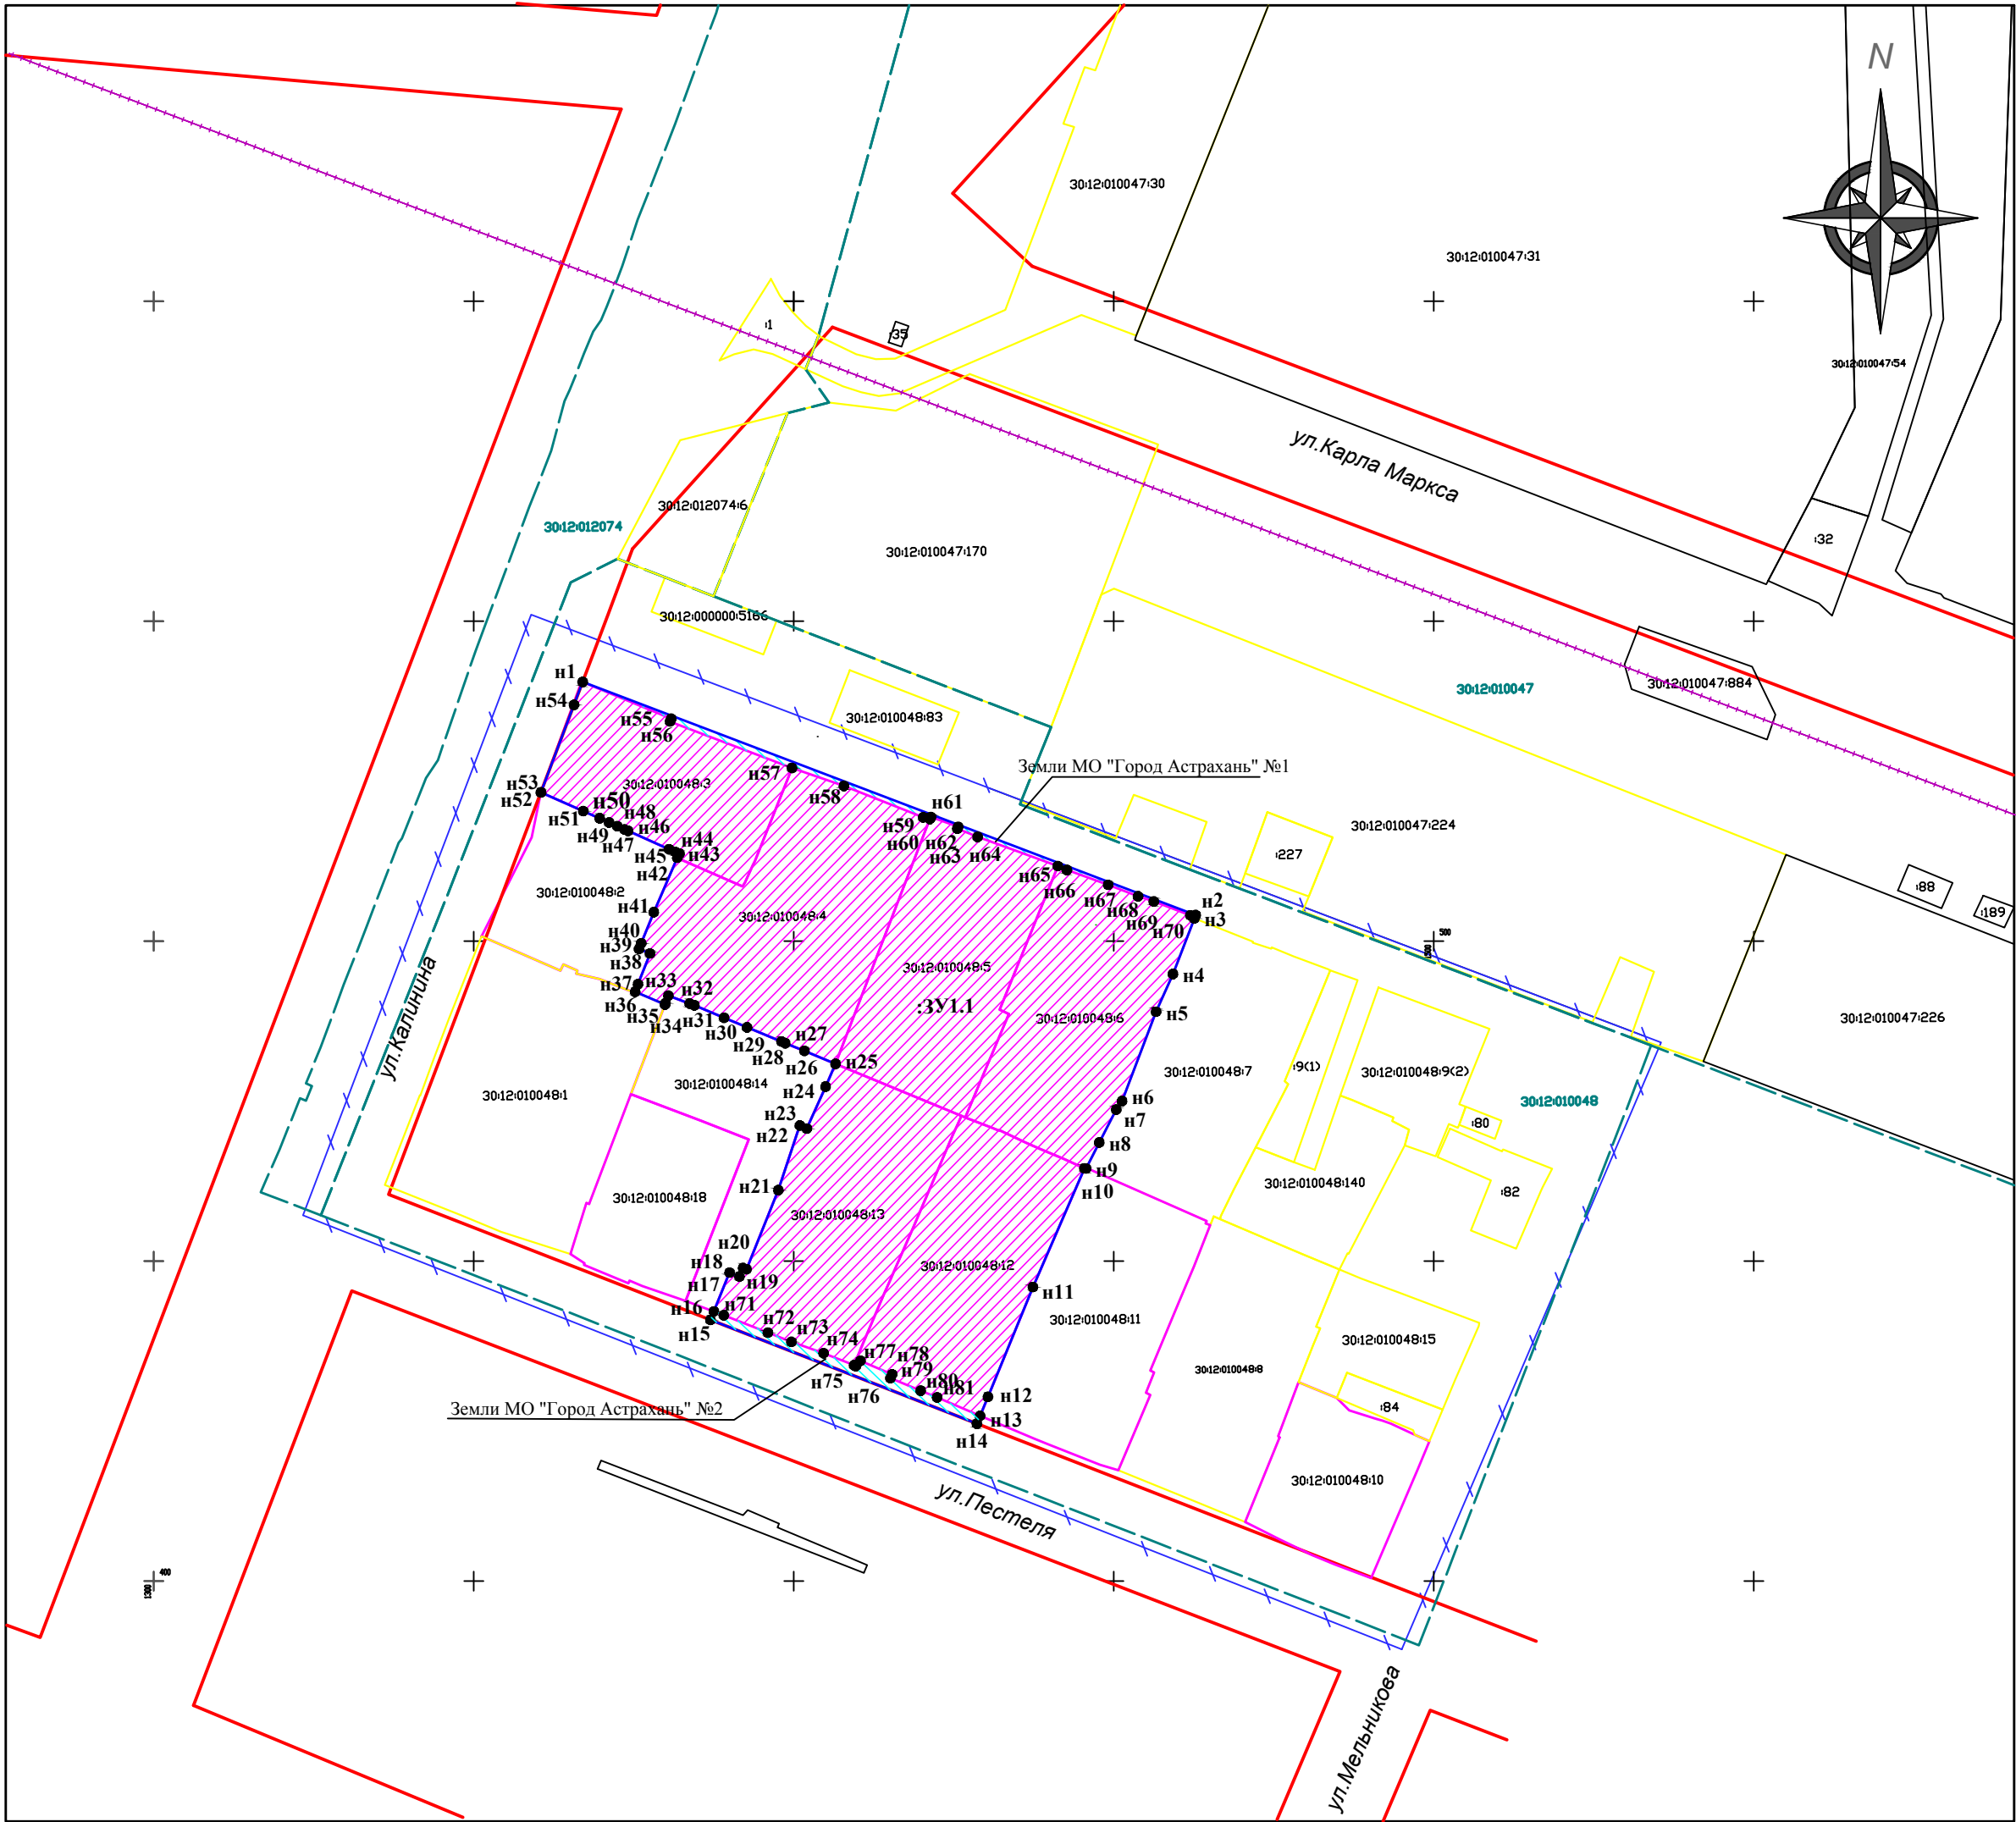 N
30:12:010047:30
30:12:010047:31
:1
:35
30:12:010047:54
ул.Карла Маркса
30:12:012074:6
30:12:012074
30:12:010047:170
:32
30:12:000000:5166
н1
30:12:010047:884
30:12:010047
н54
н55
н56
30:12:010048:83
Земли МО "Город Астрахань" №1
н57
н53
н52
30:12:010048:3
н58
н50
н51
н48
н49
н46
н47
н61
н59
н60
н62
н63
н64
30:12:010047:224
н44
н45
н43
н42
:227
н65
н66
:88
30:12:010048:2
н67
н68
н69
н70
н2
н3
:189
н41
30:12:010048:4
н40
н39
н38
500
1500
30:12:010048:5
н4
н37
н36
н33
н32
н35
н34
н31
:ЗУ1.1
30:12:010048:6
н5
30:12:010047:226
ул.Калинина
н30
н29
н27
н28
н26
н25
30:12:010048:7
:9(1)
30:12:010048:9(2)
30:12:010048:14
н24
30:12:010048:1
н6
н7
30:12:010048
н23
н22
:80
н8
н9
н10
30:12:010048:18
н21
30:12:010048:140
:82
30:12:010048:13
н20
н18
н17
н19
30:12:010048:12
н11
н16
н15
н71
н72
н73
30:12:010048:11
30:12:010048:15
н74
н77
н78
30:12:010048:8
н75
н76
н79
н80
н81
н12
:84
Земли МО "Город Астрахань" №2
н13
н14
30:12:010048:10
ул.Пестеля
400
1300
ул.Мельникова